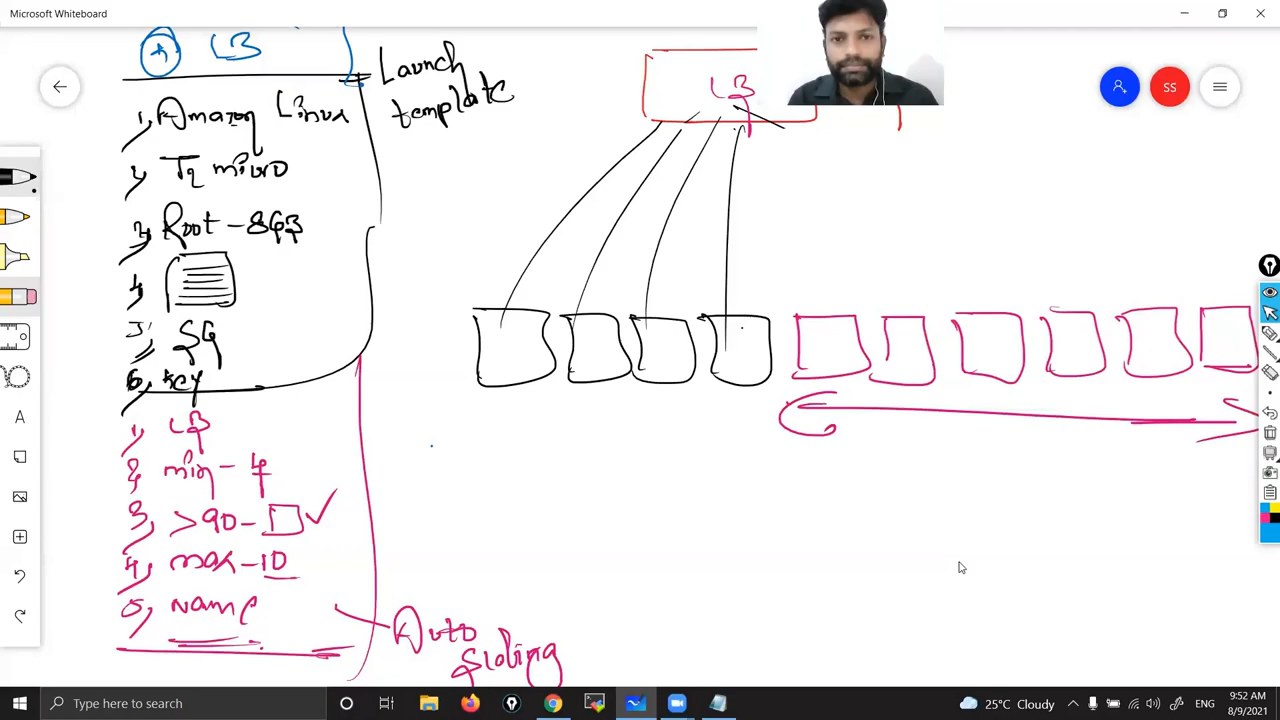 Microsoft Whiteboard
LB
Launch
template
1, Amazon Linux
2, T2 micro
3, Root - 8GB
4,
5, SG
6, key
1, LB
2, min - 4
3, >90 -
4, max - 10
5, name
Auto
Scaling
LB
SS
A
Type here to search
25°C Cloudy
ENG
9:52 AM
8/9/2021